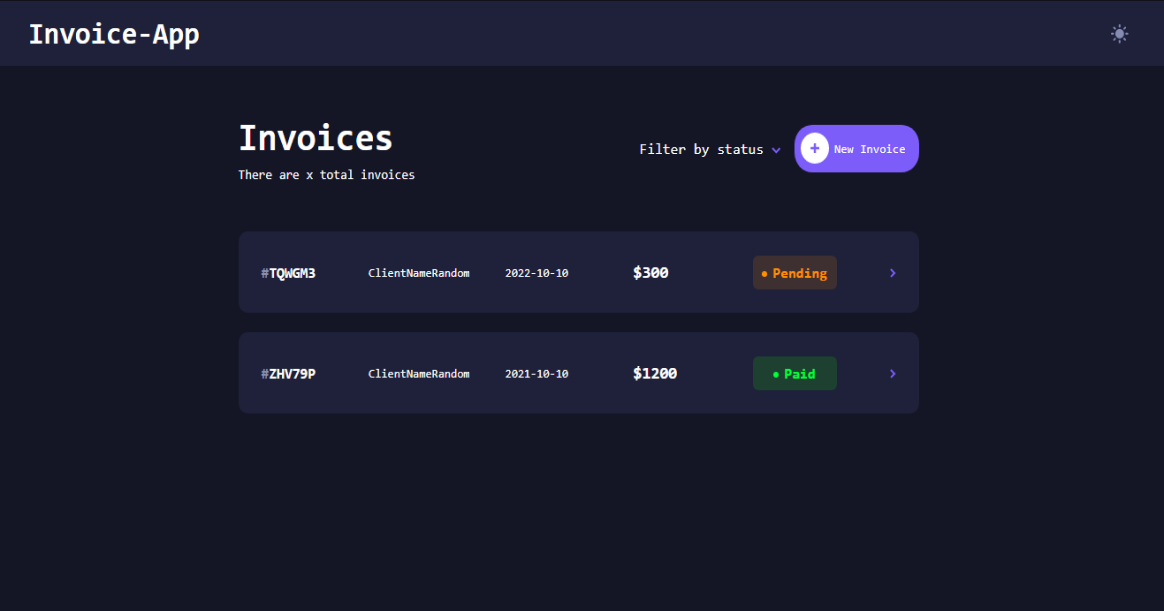 Invoice-App
Invoices
There are x total invoices
Filter by status
+ New Invoice
#TQWGM3 ClientNameRandom 2022-10-10 $300 Pending
#ZHV79P ClientNameRandom 2021-10-10 $1200 Paid